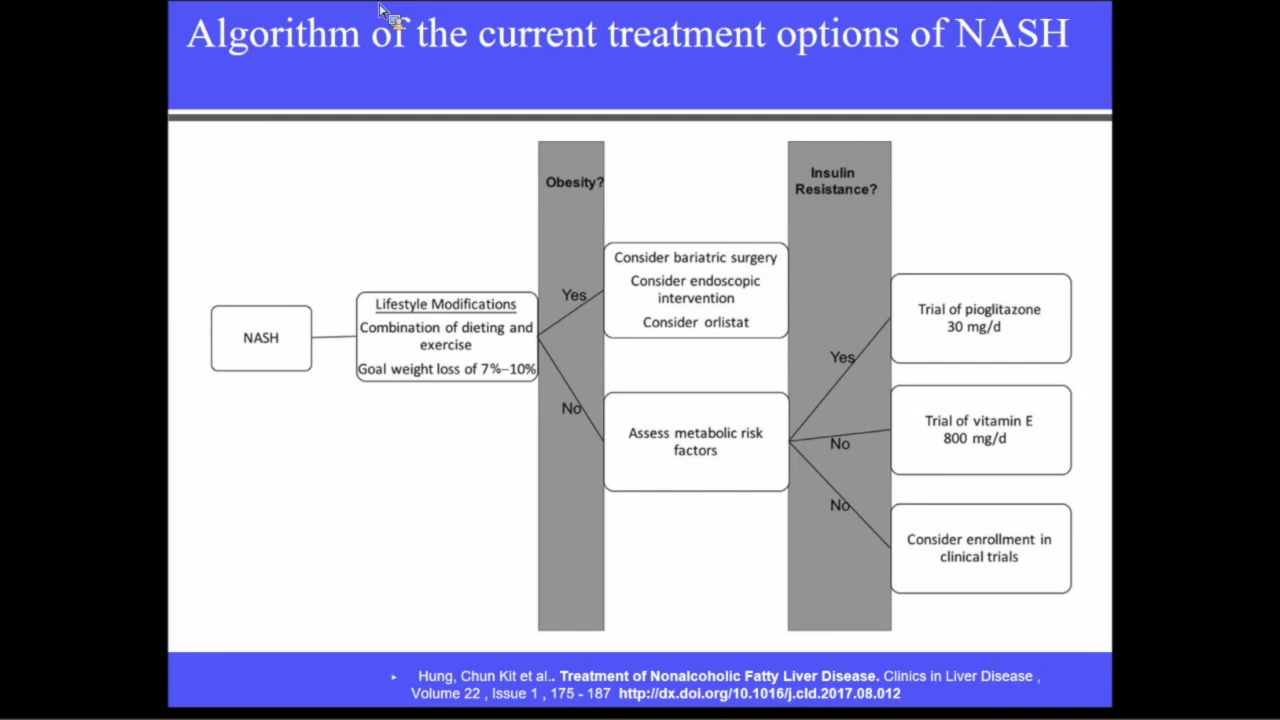 Algorithm of the current treatment options of NASH
Obesity?
Insulin
Resistance?
NASH
Lifestyle Modifications
Combination of dieting and
exercise
Goal weight loss of 7%–10%
Yes
No
Consider bariatric surgery
Consider endoscopic
intervention
Consider orlistat
Assess metabolic risk
factors
Yes
No
No
Trial of pioglitazone
30 mg/d
Trial of vitamin E
800 mg/d
Consider enrollment in
clinical trials
Hung, Chun Kit et al.. Treatment of Nonalcoholic Fatty Liver Disease. Clinics in Liver Disease ,
Volume 22 , Issue 1 , 175 - 187 http://dx.doi.org/10.1016/j.cld.2017.08.012